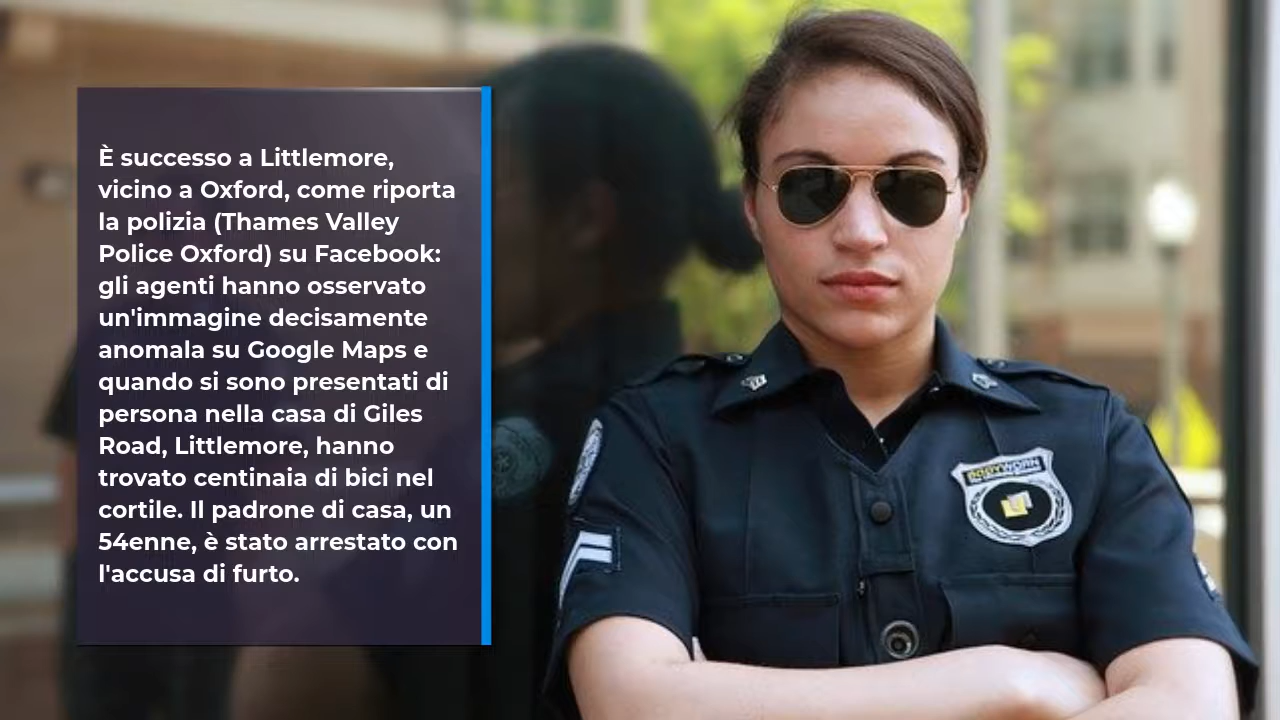 È successo a Littlemore,
vicino a Oxford, come riporta
la polizia (Thames Valley
Police Oxford) su Facebook:
gli agenti hanno osservato
un'immagine decisamente
anomala su Google Maps e
quando si sono presentati di
persona nella casa di Giles
Road, Littlemore, hanno
trovato centinaia di bici nel
cortile. Il padrone di casa, un
54enne, è stato arrestato con
l'accusa di furto.
BODYWORN